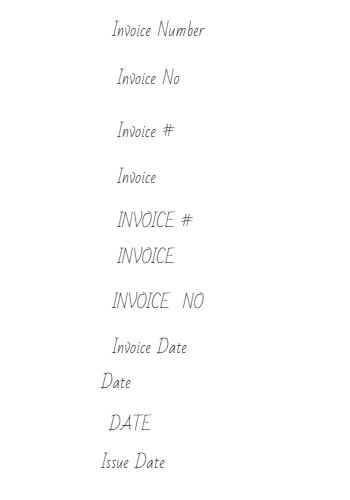 Invoice Number
Invoice No
Invoice #
Invoice
INVOICE #
INVOICE
INVOICE NO
Invoice Date
Date
DATE
Issue Date